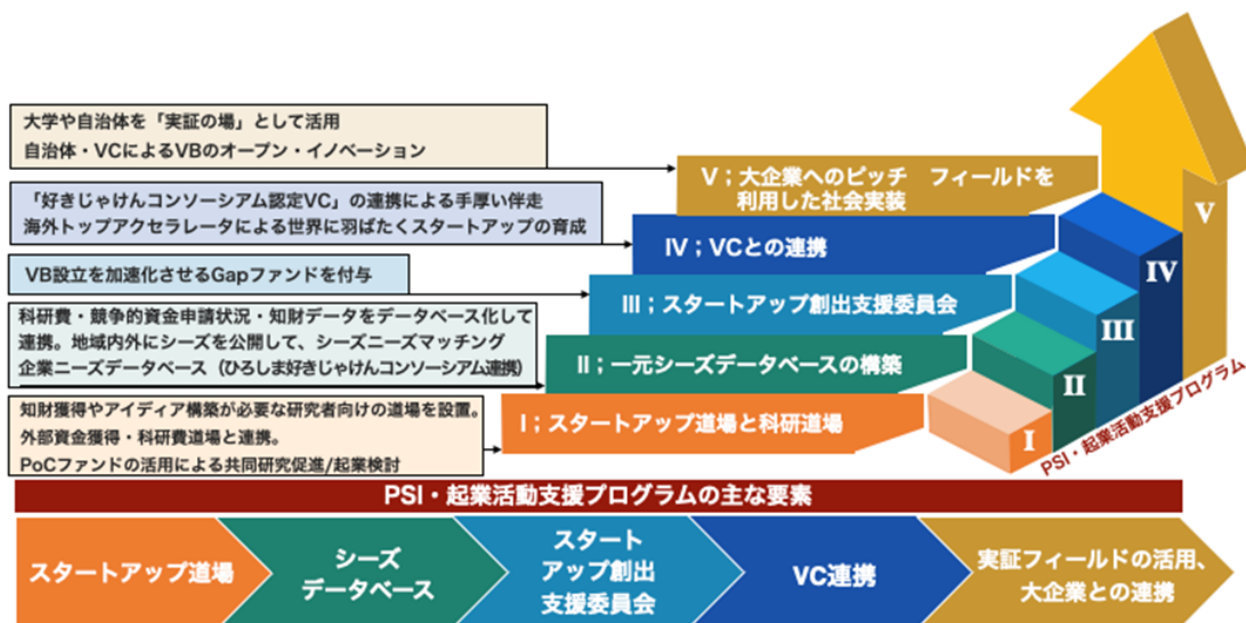 大学や自治体を「実証の場」として活用
自治体・VCによるVBのオープン・イノベーション
V；大企業へのピッチ　フィールドを
利用した社会実装
「好きじゃけんコンソーシアム認定VC」の連携による手厚い伴走
海外トップアクセラレータによる世界に羽ばたくスタートアップの育成
IV；VCとの連携
VB設立を加速化させるGapファンドを付与
III；スタートアップ創出支援委員会
科研費・競争的資金申請状況・知財データをデータベース化して
連携。地域内外にシーズを公開して、シーズニーズマッチング
企業ニーズデータベース（ひろしま好きじゃけんコンソーシアム連携）
II；一元シーズデータベースの構築
知財獲得やアイディア構築が必要な研究者向けの道場を設置。
外部資金獲得・科研費道場と連携。
PoCファンドの活用による共同研究促進/起業検討
I；スタートアップ道場と科研道場
I
II
III
IV
V
PSI・起業活動支援プログラム
PSI・起業活動支援プログラムの主な要素
スタートアップ道場
シーズ
データベース
スタート
アップ創出
支援委員会
VC連携
実証フィールドの活用、
大企業との連携